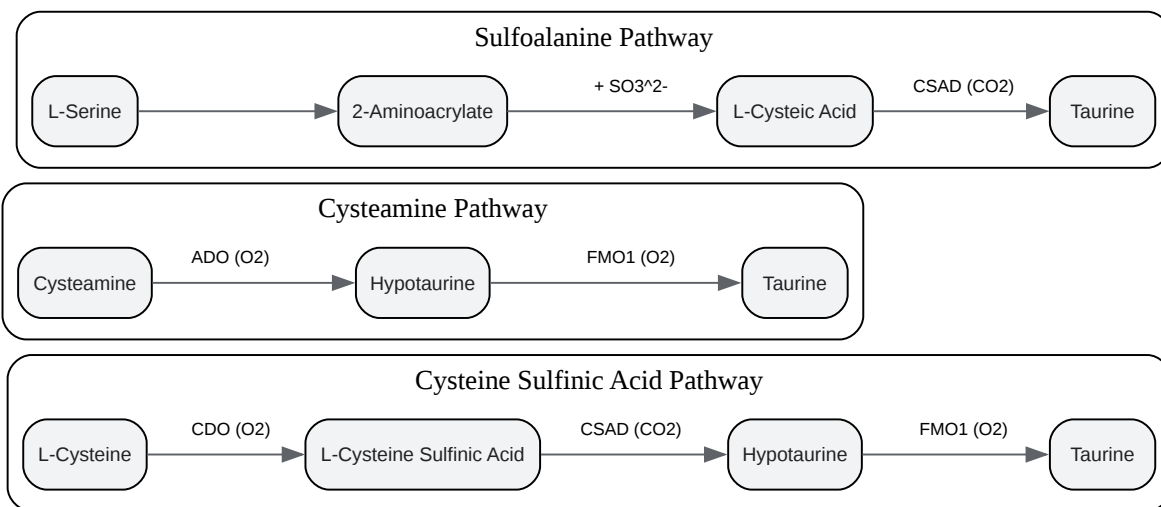 Sulfoalanine Pathway
+ SO3^2-
CSAD (CO2)
L-Serine
2-Aminoacrylate
L-Cysteic Acid
Taurine
Cysteamine Pathway
ADO (O2)
FMO1 (O2)
Cysteamine
Hypotaurine
Taurine
Cysteine Sulfinic Acid Pathway
CDO (O2)
CSAD (CO2)
FMO1 (O2)
L-Cysteine
L-Cysteine Sulfinic Acid
Hypotaurine
Taurine